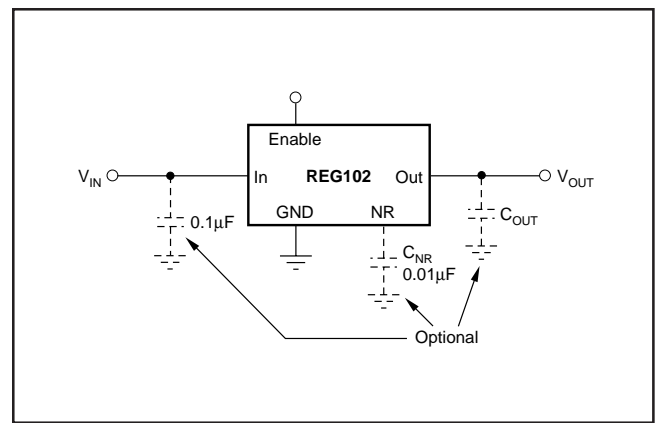 Enable
V_IN In REG102 Out V_OUT
0.1µF GND NR C_OUT
C_NR
0.01µF
Optional